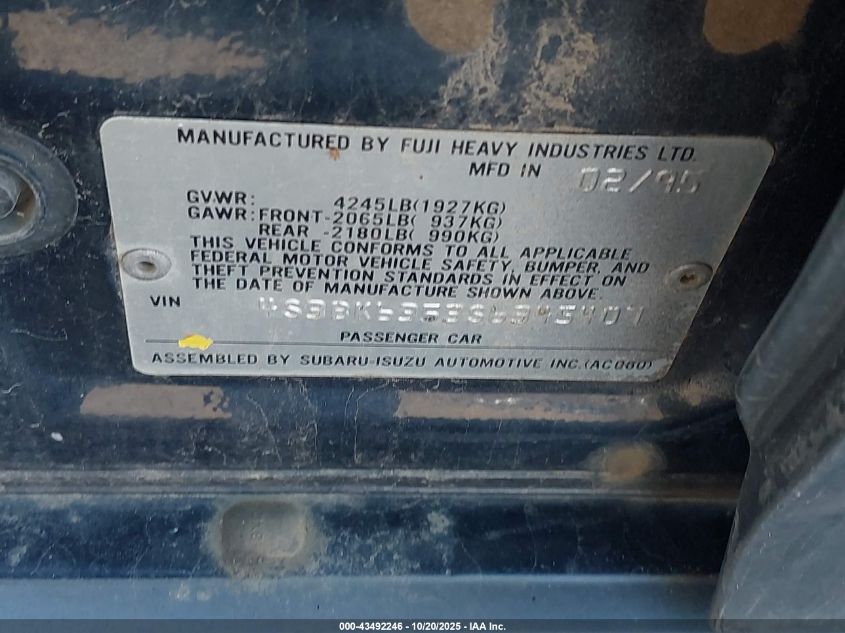 MANUFACTURED BY FUJI HEAVY INDUSTRIES LTD.
MFD IN 02/95
GVWR: 4245LB(1927KG)
GAWR: FRONT-2065LB( 937KG)
REAR -2180LB( 990KG)
THIS VEHICLE CONFORMS TO ALL APPLICABLE
FEDERAL MOTOR VEHICLE SAFETY, BUMPER, AND
THEFT PREVENTION STANDARDS IN EFFECT ON
THE DATE OF MANUFACTURE SHOWN ABOVE.
VIN
PASSENGER CAR
ASSEMBLED BY SUBARU-ISUZU AUTOMOTIVE INC.(AC080)
000-43492246 - 10/20/2025 - IAA Inc.